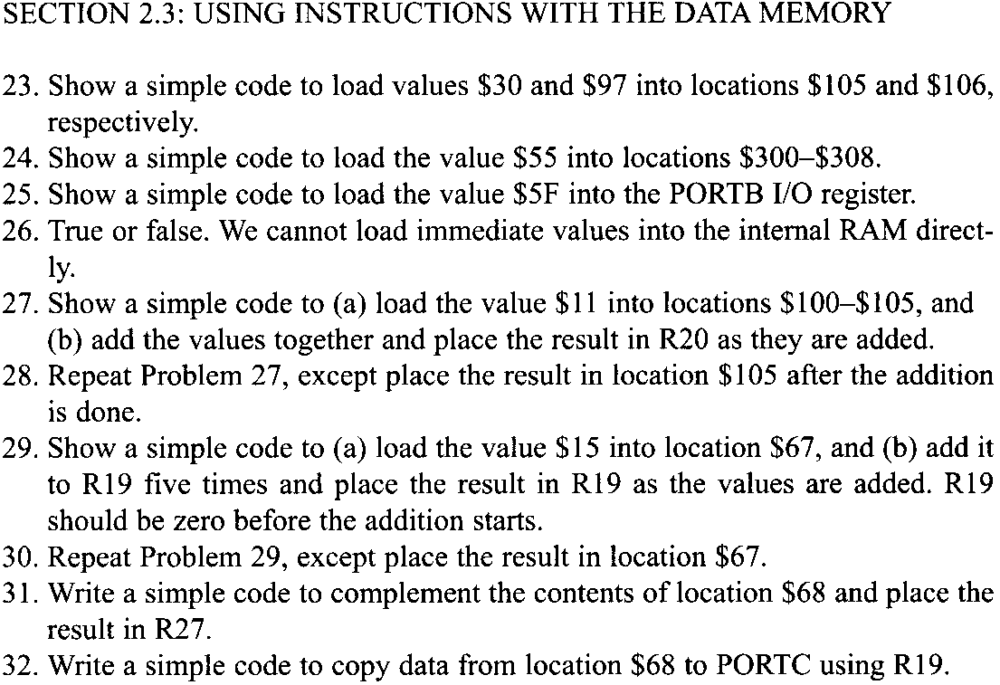 SECTION 2.3: USING INSTRUCTIONS WITH THE DATA MEMORY
23. Show a simple code to load values $30 and $97 into locations $105 and $106,
respectively.
24. Show a simple code to load the value $55 into locations $300–$308.
25. Show a simple code to load the value $5F into the PORTB I/O register.
26. True or false. We cannot load immediate values into the internal RAM direct-
ly.
27. Show a simple code to (a) load the value $11 into locations $100–$105, and
(b) add the values together and place the result in R20 as they are added.
28. Repeat Problem 27, except place the result in location $105 after the addition
is done.
29. Show a simple code to (a) load the value $15 into location $67, and (b) add it
to R19 five times and place the result in R19 as the values are added. R19
should be zero before the addition starts.
30. Repeat Problem 29, except place the result in location $67.
31. Write a simple code to complement the contents of location $68 and place the
result in R27.
32. Write a simple code to copy data from location $68 to PORTC using R19.